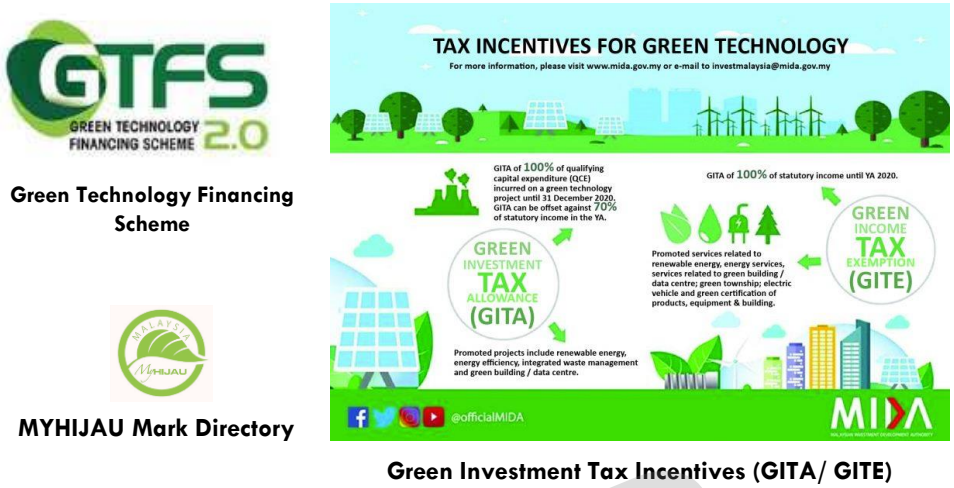 GTFS
GREEN TECHNOLOGY
FINANCING SCHEME 2.0
Green Technology Financing
Scheme
MALAYSIA
MyHIJAU
MYHIJAU Mark Directory
TAX INCENTIVES FOR GREEN TECHNOLOGY
For more information, please visit www.mida.gov.my or e-mail to investmalaysia@mida.gov.my
GITA of 100% of qualifying
capital expenditure (QCE)
incurred on a green technology
project until 31 December 2020.
GITA can be offset against 70%
of statutory income in the YA.
GREEN
INVESTMENT
TAX
ALLOWANCE
(GITA)
Promoted projects include renewable energy,
energy efficiency, integrated waste management
and green building / data centre.
GITA of 100% of statutory income until YA 2020.
GREEN
INCOME
TAX
EXEMPTION
(GITE)
Promoted services related to
renewable energy, energy services,
services related to green building /
data centre; green township; electric
vehicle and green certification of
products, equipment & building.
@officialMIDA
MIDA
MALAYSIAN INVESTMENT DEVELOPMENT AUTHORITY
Green Investment Tax Incentives (GITA/ GITE)